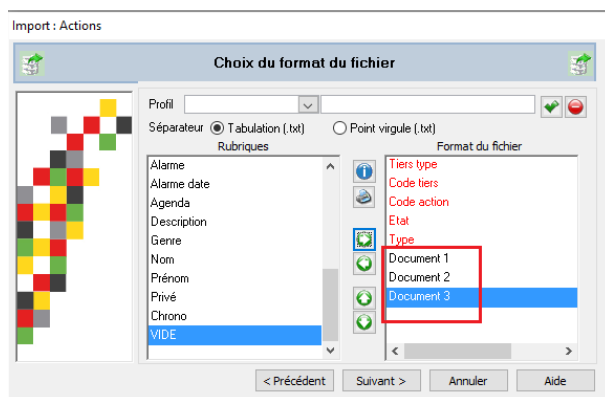 Import : Actions
Choix du format du fichier
Profil
Séparateur Tabulation (.txt) Point virgule (.txt)
Rubriques
Format du fichier
Alarme
Alarme date
Agenda
Description
Genre
Nom
Prénom
Privé
Chrono
VIDE
Tiers type
Code tiers
Code action
Etat
Type
Document 1
Document 2
Document 3
< Précédent
Suivant >
Annuler
Aide